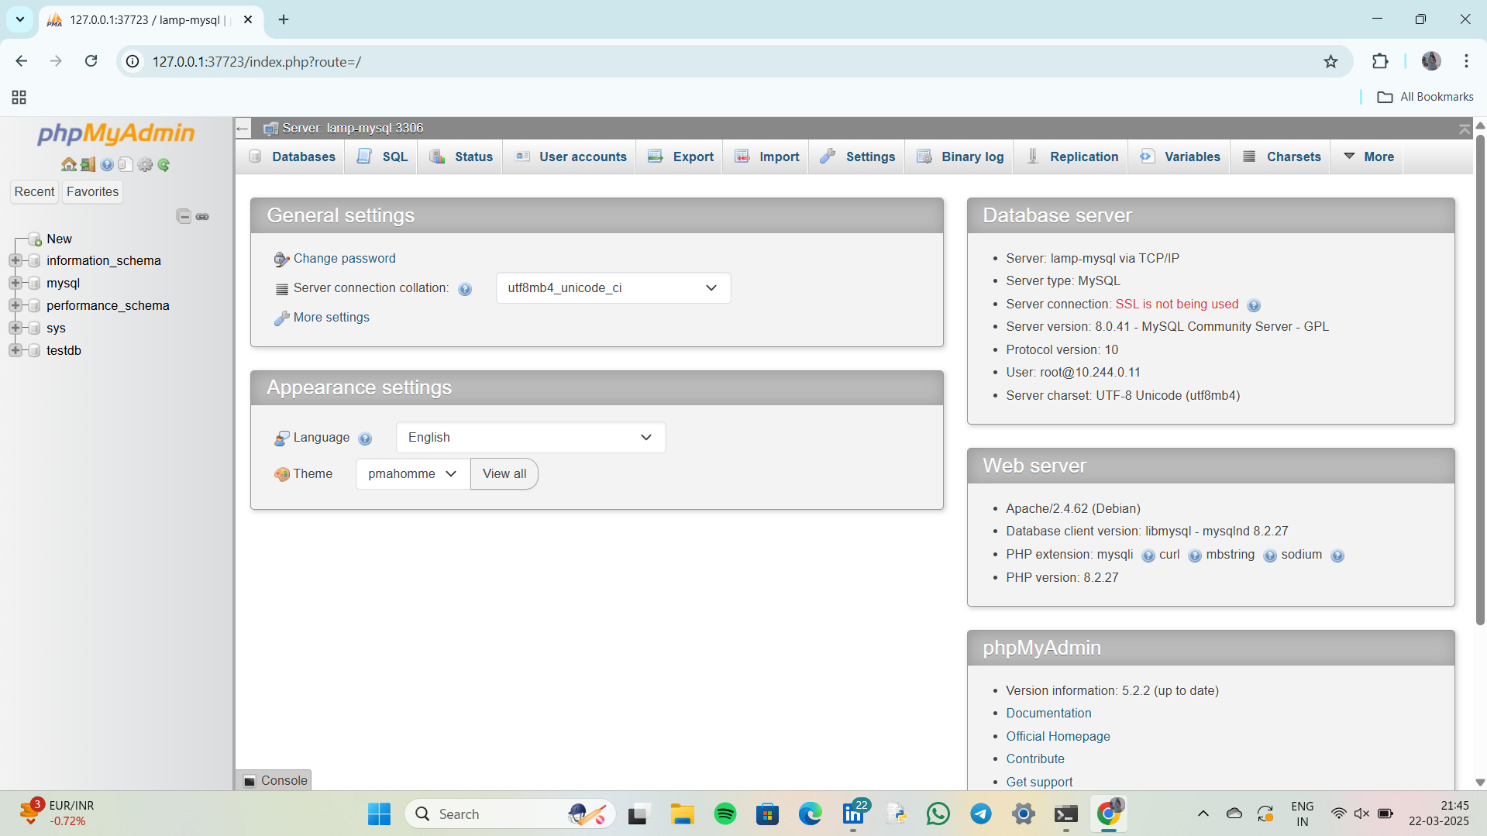 127.0.0.1:37723 / lamp-mysql |
127.0.0.1:37723/index.php?route=/
All Bookmarks
phpMyAdmin
Recent Favorites
New
information_schema
mysql
performance_schema
sys
testdb
Server: lamp-mysql:3306
Databases SQL Status User accounts Export Import Settings Binary log Replication Variables Charsets More
General settings
Change password
Server connection collation: utf8mb4_unicode_ci
More settings
Appearance settings
Language English
Theme pmahomme View all
Database server
Server: lamp-mysql via TCP/IP
Server type: MySQL
Server connection: SSL is not being used
Server version: 8.0.41 - MySQL Community Server - GPL
Protocol version: 10
User: root@10.244.0.11
Server charset: UTF-8 Unicode (utf8mb4)
Web server
Apache/2.4.62 (Debian)
Database client version: libmysql - mysqlnd 8.2.27
PHP extension: mysqli curl mbstring sodium
PHP version: 8.2.27
phpMyAdmin
Version information: 5.2.2 (up to date)
Documentation
Official Homepage
Contribute
Get support
Console
3
EUR/INR
-0.72%
Search
22
ENG
IN
21:45
22-03-2025